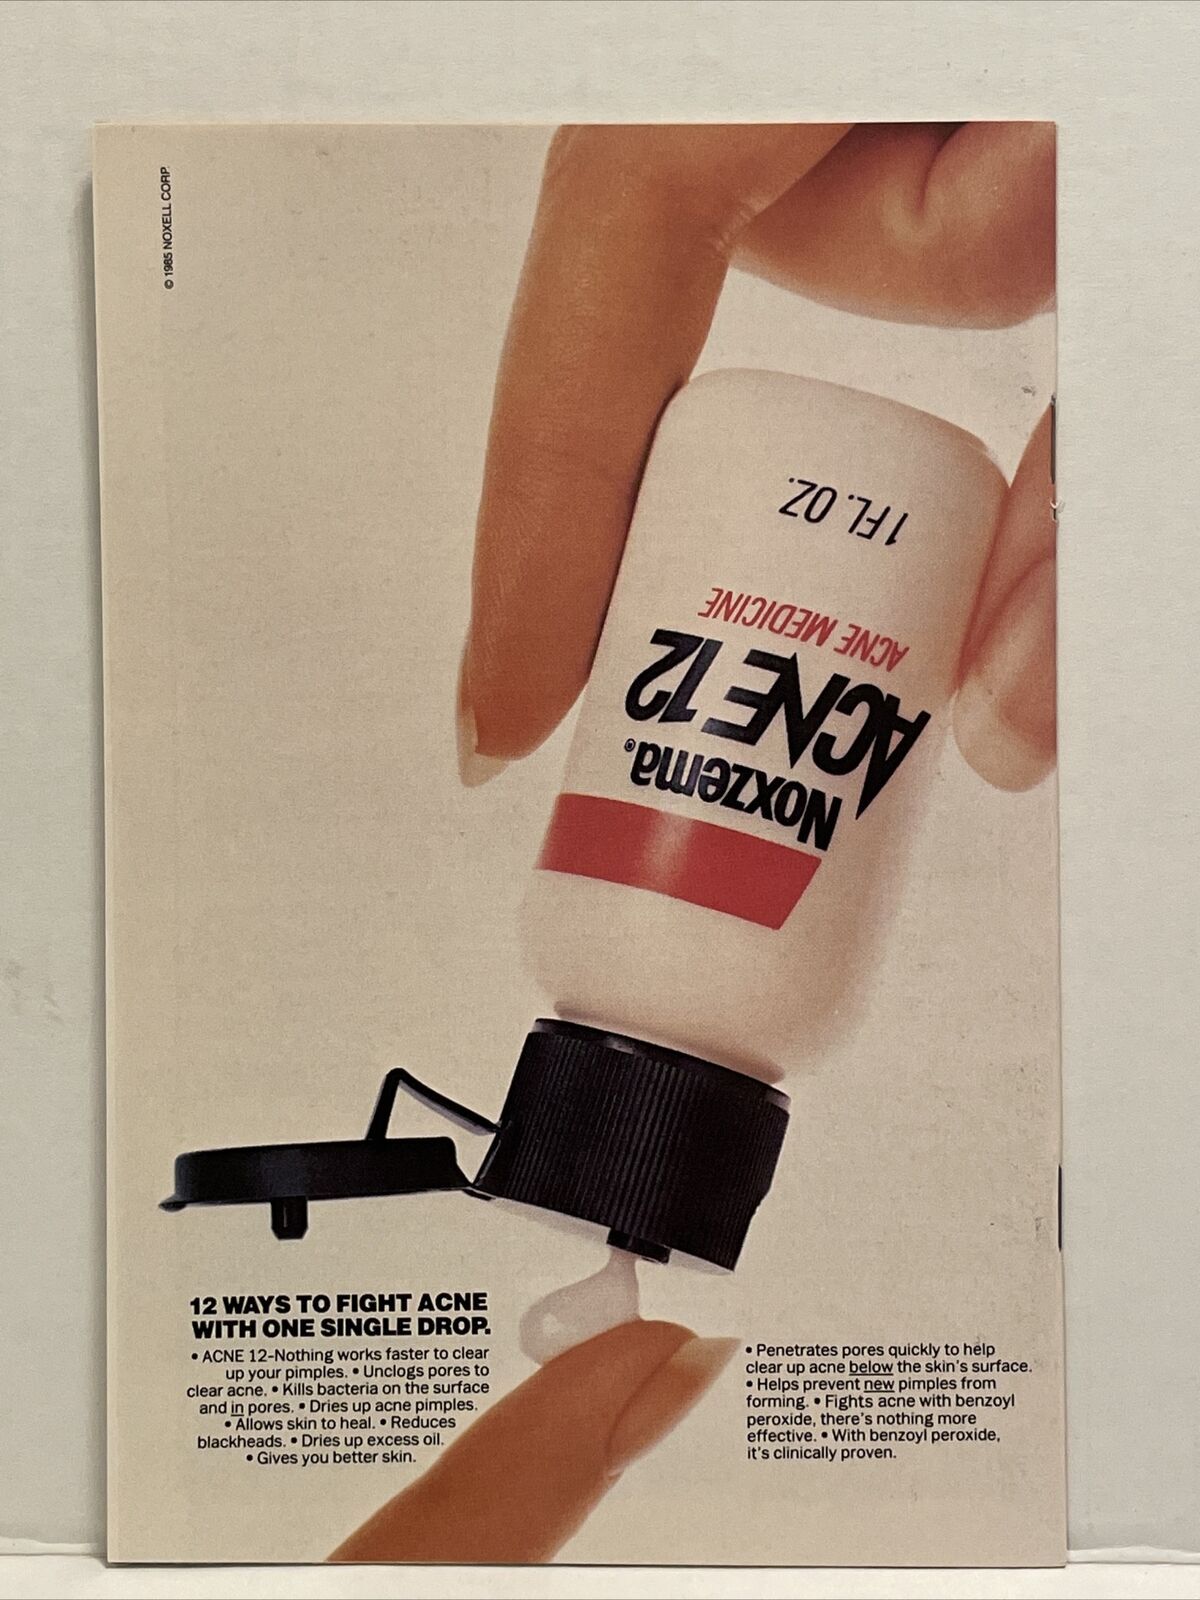 © 1985 NOXELL CORP.
1 FL. OZ.
ACNE MEDICINE
ACNE 12
Noxzema®
12 WAYS TO FIGHT ACNE
WITH ONE SINGLE DROP.
• ACNE 12-Nothing works faster to clear
up your pimples. • Unclogs pores to
clear acne. • Kills bacteria on the surface
and in pores. • Dries up acne pimples.
• Allows skin to heal. • Reduces
blackheads. • Dries up excess oil.
• Gives you better skin.
• Penetrates pores quickly to help
clear up acne below the skin's surface.
• Helps prevent new pimples from
forming. • Fights acne with benzoyl
peroxide, there's nothing more
effective. • With benzoyl peroxide,
it's clinically proven.